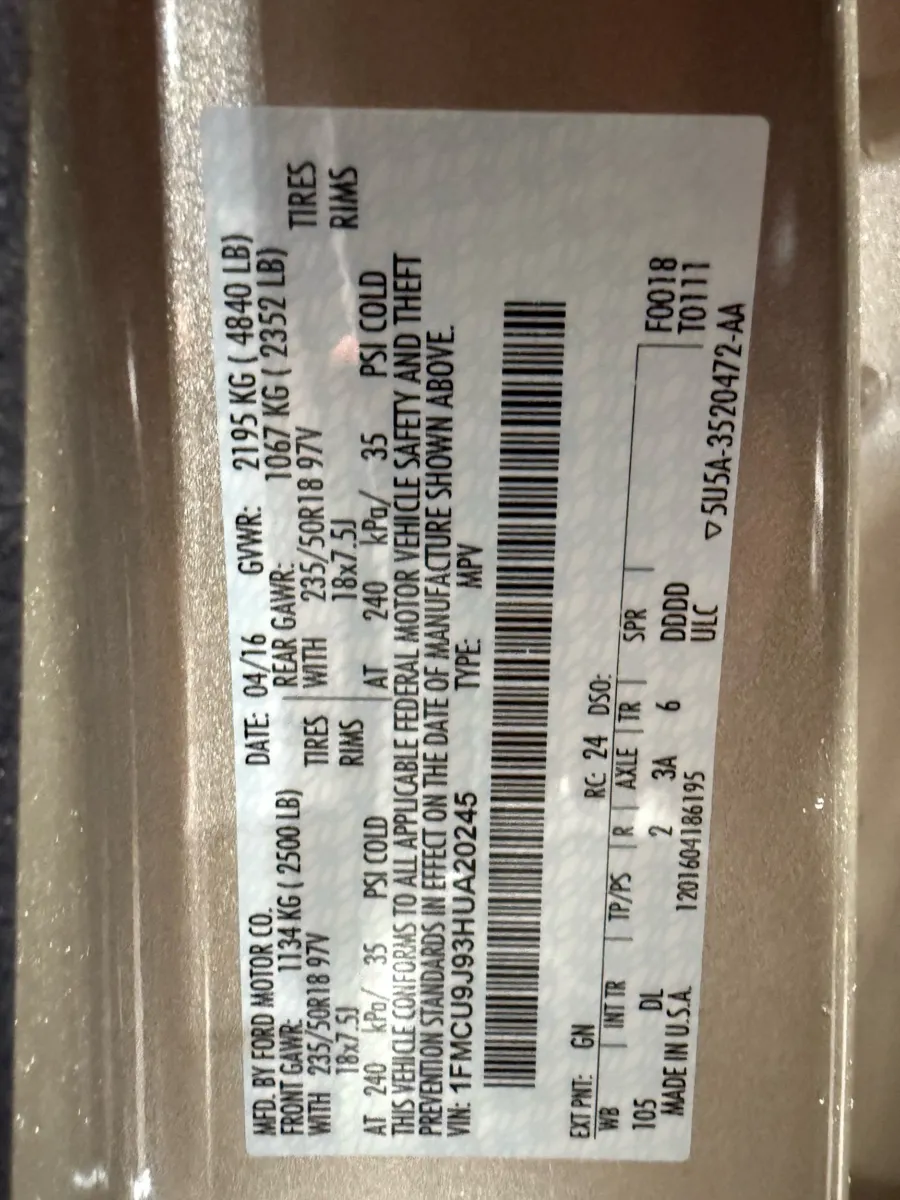 MFD. BY FORD MOTOR CO. DATE: 04/16 GVWR: 2195 KG ( 4840 LB)
FRONT GAWR: 1134 KG ( 2500 LB) REAR GAWR: 1067 KG ( 2352 LB)
WITH 235/50R18 97V TIRES WITH 235/50R18 97V TIRES
18x7.5J RIMS 18x7.5J RIMS
AT 240 kPa/ 35 PSI COLD AT 240 kPa/ 35 PSI COLD
THIS VEHICLE CONFORMS TO ALL APPLICABLE FEDERAL MOTOR VEHICLE SAFETY AND THEFT
PREVENTION STANDARDS IN EFFECT ON THE DATE OF MANUFACTURE SHOWN ABOVE.
VIN: 1FMCU9J93HUA20245 TYPE: MPV
EXT PNT: GN RC: 24 DSO:
WB | INT TR | TP/PS | R | AXLE | TR | SPR | F0018
105 DL 2 3A 6 DDDD T0111
MADE IN U.S.A. 1201604186195 ULC ▽5U5A-3520472-AA